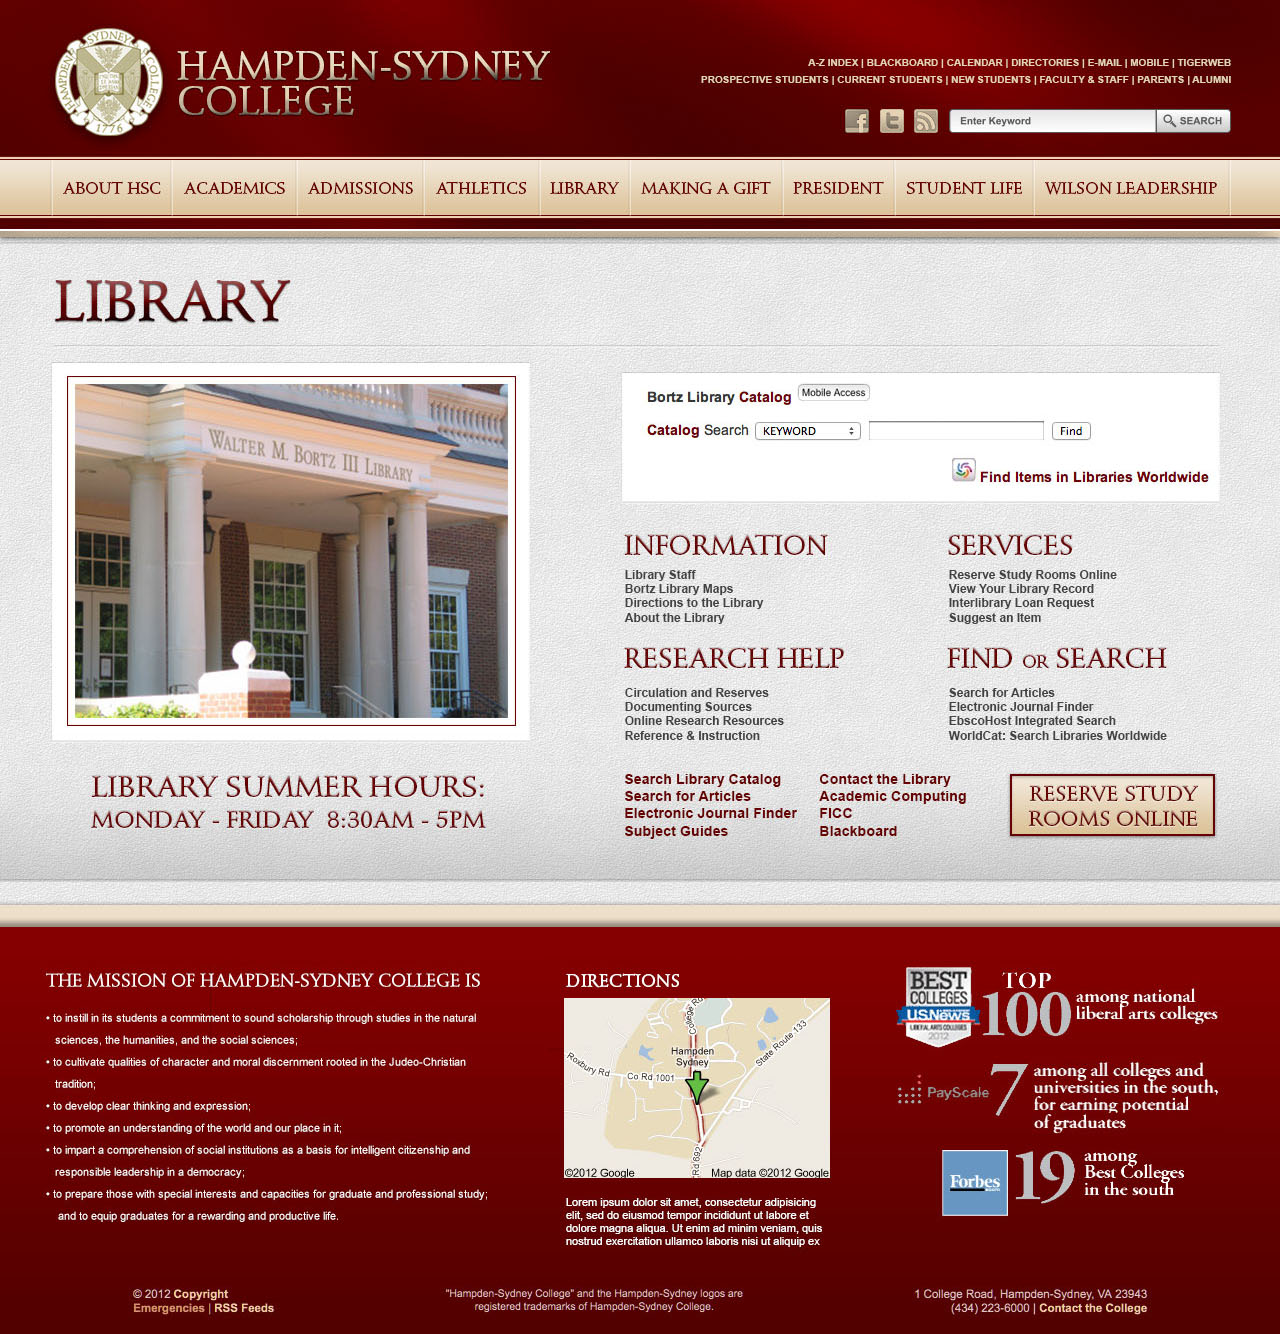 HAMPDEN-SYDNEY
COLLEGE
HAMPDEN SYDNEY COLLEGE
1776
A-Z INDEX | BLACKBOARD | CALENDAR | DIRECTORIES | E-MAIL | MOBILE | TIGERWEB
PROSPECTIVE STUDENTS | CURRENT STUDENTS | NEW STUDENTS | FACULTY & STAFF | PARENTS | ALUMNI
Enter Keyword
SEARCH
ABOUT HSC ACADEMICS ADMISSIONS ATHLETICS LIBRARY MAKING A GIFT PRESIDENT STUDENT LIFE WILSON LEADERSHIP
LIBRARY
WALTER M. BORTZ III LIBRARY
Bortz Library Catalog Mobile Access
Catalog Search KEYWORD Find
Find Items in Libraries Worldwide
INFORMATION
Library Staff
Bortz Library Maps
Directions to the Library
About the Library
SERVICES
Reserve Study Rooms Online
View Your Library Record
Interlibrary Loan Request
Suggest an Item
RESEARCH HELP
Circulation and Reserves
Documenting Sources
Online Research Resources
Reference & Instruction
FIND OR SEARCH
Search for Articles
Electronic Journal Finder
EbscoHost Integrated Search
WorldCat: Search Libraries Worldwide
LIBRARY SUMMER HOURS:
MONDAY - FRIDAY 8:30AM - 5PM
Search Library Catalog
Search for Articles
Electronic Journal Finder
Subject Guides
Contact the Library
Academic Computing
FICC
Blackboard
RESERVE STUDY
ROOMS ONLINE
THE MISSION OF HAMPDEN-SYDNEY COLLEGE IS
• to instill in its students a commitment to sound scholarship through studies in the natural
sciences, the humanities, and the social sciences;
• to cultivate qualities of character and moral discernment rooted in the Judeo-Christian
tradition;
• to develop clear thinking and expression;
• to promote an understanding of the world and our place in it;
• to impart a comprehension of social institutions as a basis for intelligent citizenship and
responsible leadership in a democracy;
• to prepare those with special interests and capacities for graduate and professional study;
and to equip graduates for a rewarding and productive life.
DIRECTIONS
College
State Route 133
Hampden
Sydney
Roxbury Rd
Co Rd 1001
Rd 692
©2012 Google
Map data ©2012 Google
Lorem ipsum dolor sit amet, consectetur adipisicing
elit, sed do eiusmod tempor incididunt ut labore et
dolore magna aliqua. Ut enim ad minim veniam, quis
nostrud exercitation ullamco laboris nisi ut aliquip ex
BEST
COLLEGES
U.S.News
LIBERAL ARTS COLLEGES
2012
TOP
100
among national
liberal arts colleges
PayScale
7
among all colleges and
universities in the south,
for earning potential
of graduates
Forbes
19
among
Best Colleges
in the south
© 2012 Copyright
Emergencies | RSS Feeds
"Hampden-Sydney College" and the Hampden-Sydney logos are
registered trademarks of Hampden-Sydney College.
1 College Road, Hampden-Sydney, VA 23943
(434) 223-6000 | Contact the College